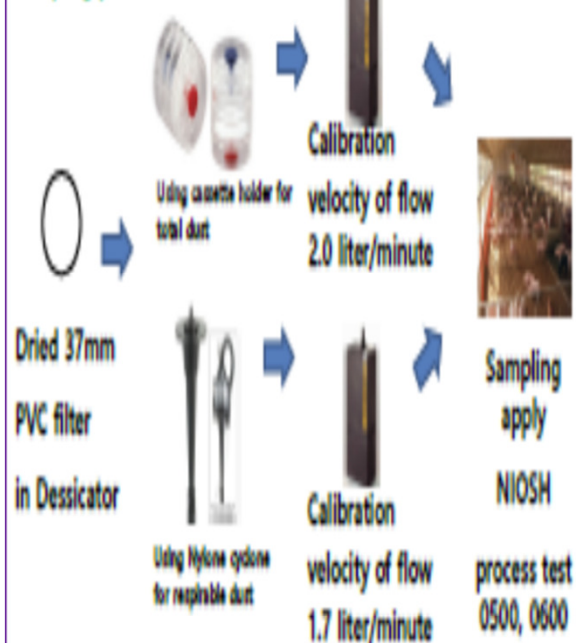 Dried 37mm
PVC filter
in Dessicator
Using cassette holder for
total dust
Calibration
velocity of flow
2.0 liter/minute
Using Nylone cyclone
for respirable dust
Calibration
velocity of flow
1.7 liter/minute
Sampling
apply
NIOSH
process test
0500, 0600